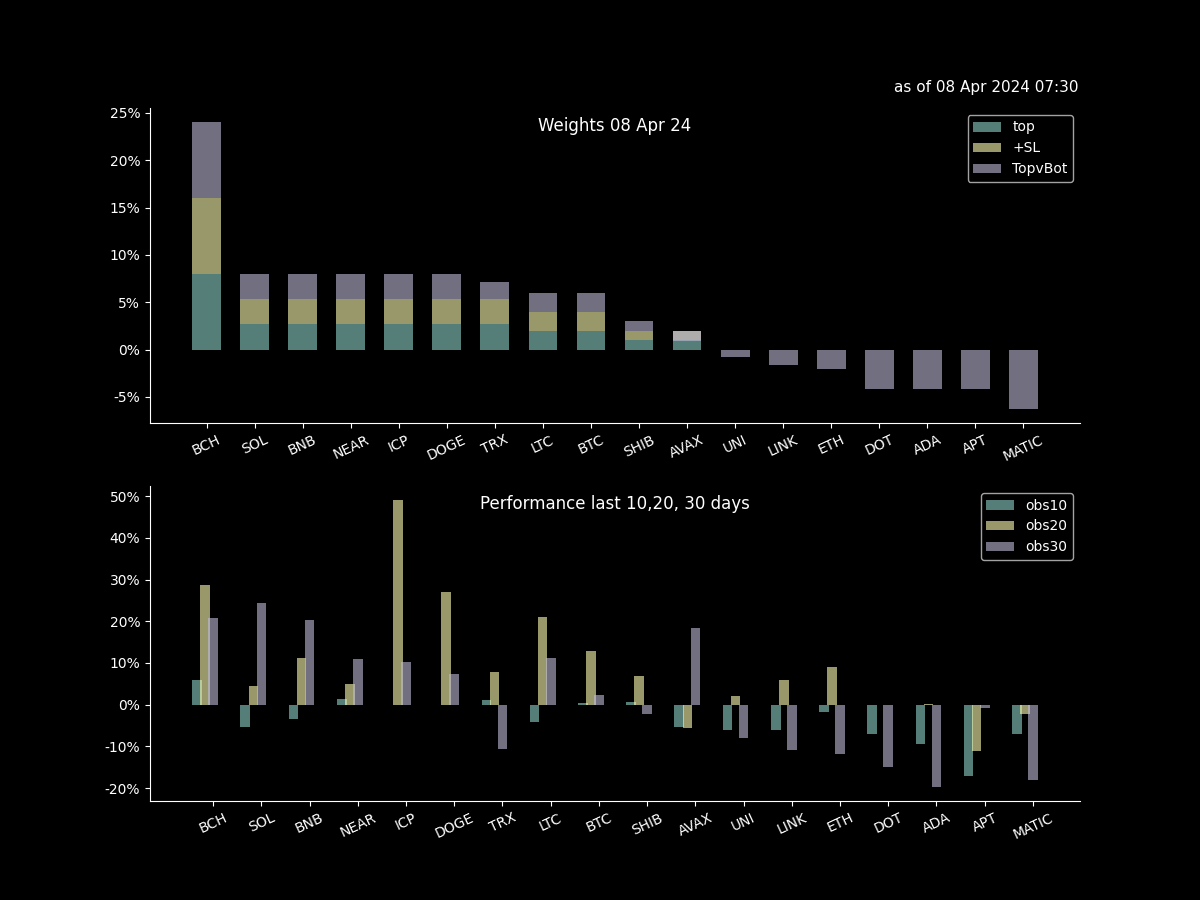 as of 08 Apr 2024 07:30
Weights 08 Apr 24
top
+SL
TopvBot
25%
20%
15%
10%
5%
0%
-5%
BCH SOL BNB NEAR ICP DOGE TRX LTC BTC SHIB AVAX UNI LINK ETH DOT ADA APT MATIC
Performance last 10,20, 30 days
obs10
obs20
obs30
50%
40%
30%
20%
10%
0%
-10%
-20%
BCH SOL BNB NEAR ICP DOGE TRX LTC BTC SHIB AVAX UNI LINK ETH DOT ADA APT MATIC